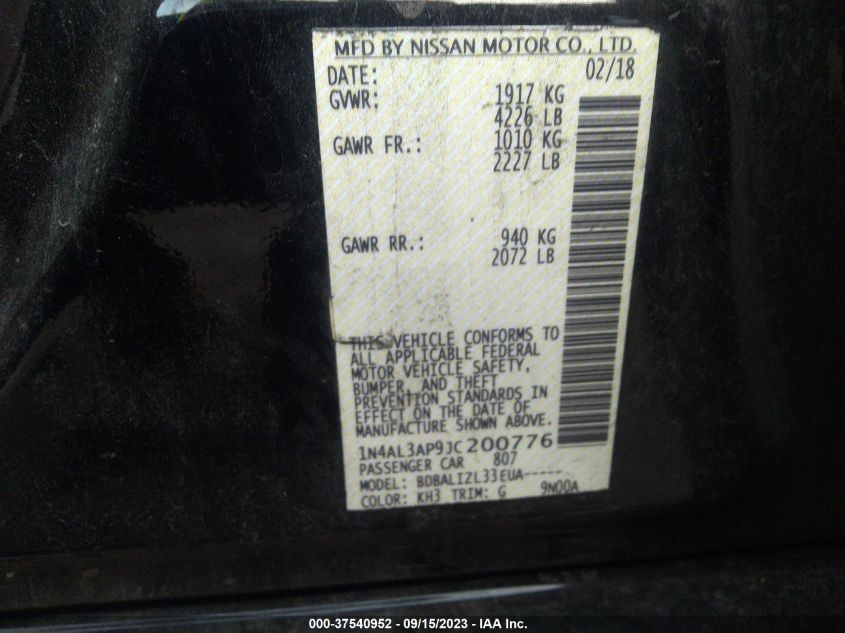 MFD BY NISSAN MOTOR CO., LTD.
DATE: 02/18
GVWR: 1917 KG
4226 LB
GAWR FR.: 1010 KG
2227 LB
GAWR RR.: 940 KG
2072 LB
THIS VEHICLE CONFORMS TO
ALL APPLICABLE FEDERAL
MOTOR VEHICLE SAFETY,
BUMPER, AND THEFT
PREVENTION STANDARDS IN
EFFECT ON THE DATE OF
MANUFACTURE SHOWN ABOVE.
1N4AL3AP9JC200776
PASSENGER CAR 807
MODEL: BDBALIZL33EUA-----
COLOR: KH3 TRIM: G 9N00A
000-37540952 - 09/15/2023 - IAA Inc.